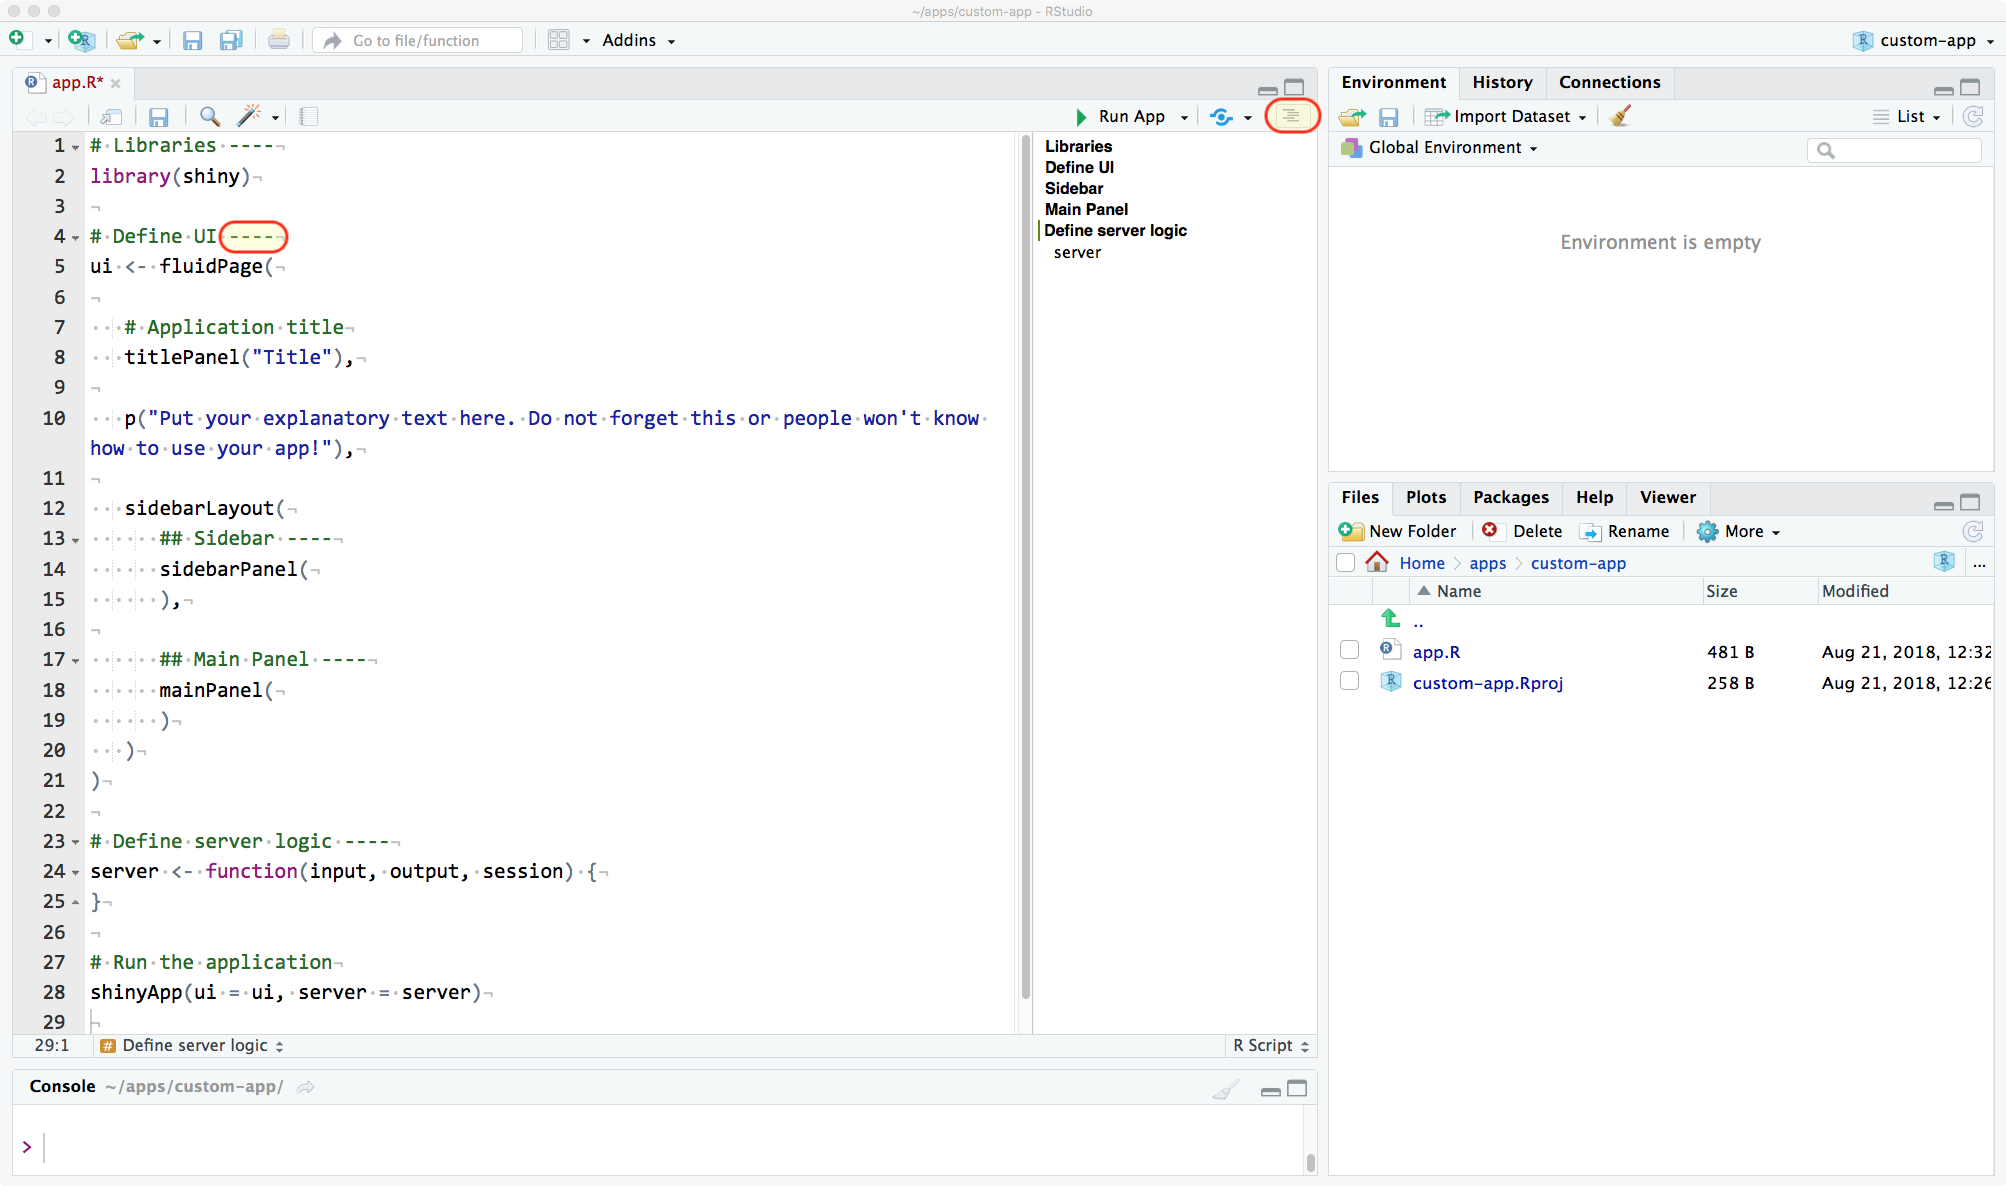 ~/apps/custom-app - RStudio
Go to file/function
Addins
custom-app
app.R*
Run App
1 # Libraries ----
2 library(shiny)
3
4 # Define UI ----
5 ui <- fluidPage(
6
7 # Application title
8 titlePanel("Title"),
9
10 p("Put your explanatory text here. Do not forget this or people won't know
how to use your app!"),
11
12 sidebarLayout(
13 ## Sidebar ----
14 sidebarPanel(
15 ),
16
17 ## Main Panel ----
18 mainPanel(
19 )
20 )
21 )
22
23 # Define server logic ----
24 server <- function(input, output, session) {
25 }
26
27 # Run the application
28 shinyApp(ui = ui, server = server)
29
Libraries
Define UI
Sidebar
Main Panel
Define server logic
server
29:1 # Define server logic R Script
Console ~/apps/custom-app/
>
Environment History Connections
Import Dataset List
Global Environment
Environment is empty
Files Plots Packages Help Viewer
New Folder Delete Rename More
Home apps custom-app ...
Name Size Modified
..
app.R 481 B Aug 21, 2018, 12:32
custom-app.Rproj 258 B Aug 21, 2018, 12:26